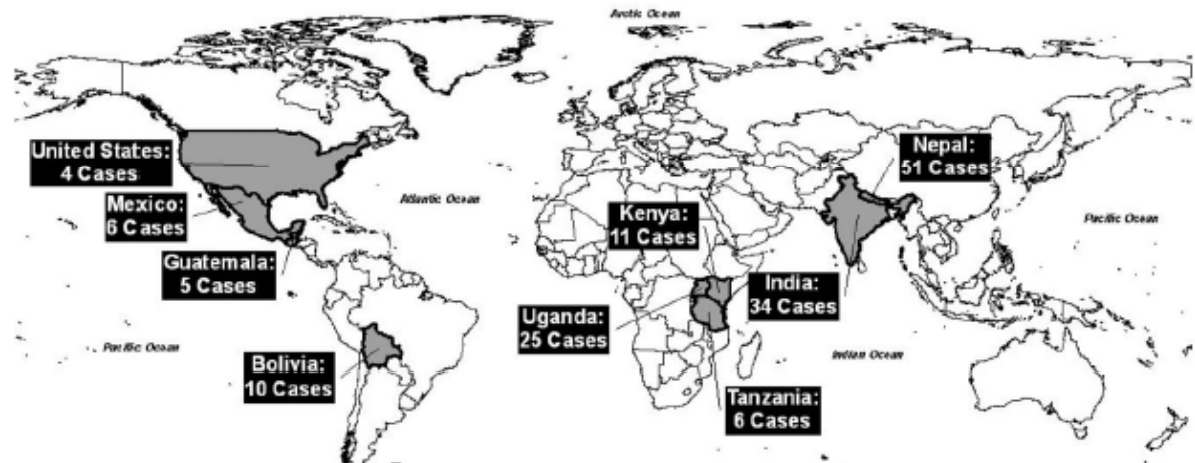 Arctic Ocean
United States:
4 Cases
Mexico:
6 Cases
Guatemala:
5 Cases
Atlantic Ocean
Pacific Ocean
Bolivia:
10 Cases
Kenya:
11 Cases
Uganda:
25 Cases
Nepal:
51 Cases
Pacific Ocean
India:
34 Cases
Indian Ocean
Tanzania:
6 Cases